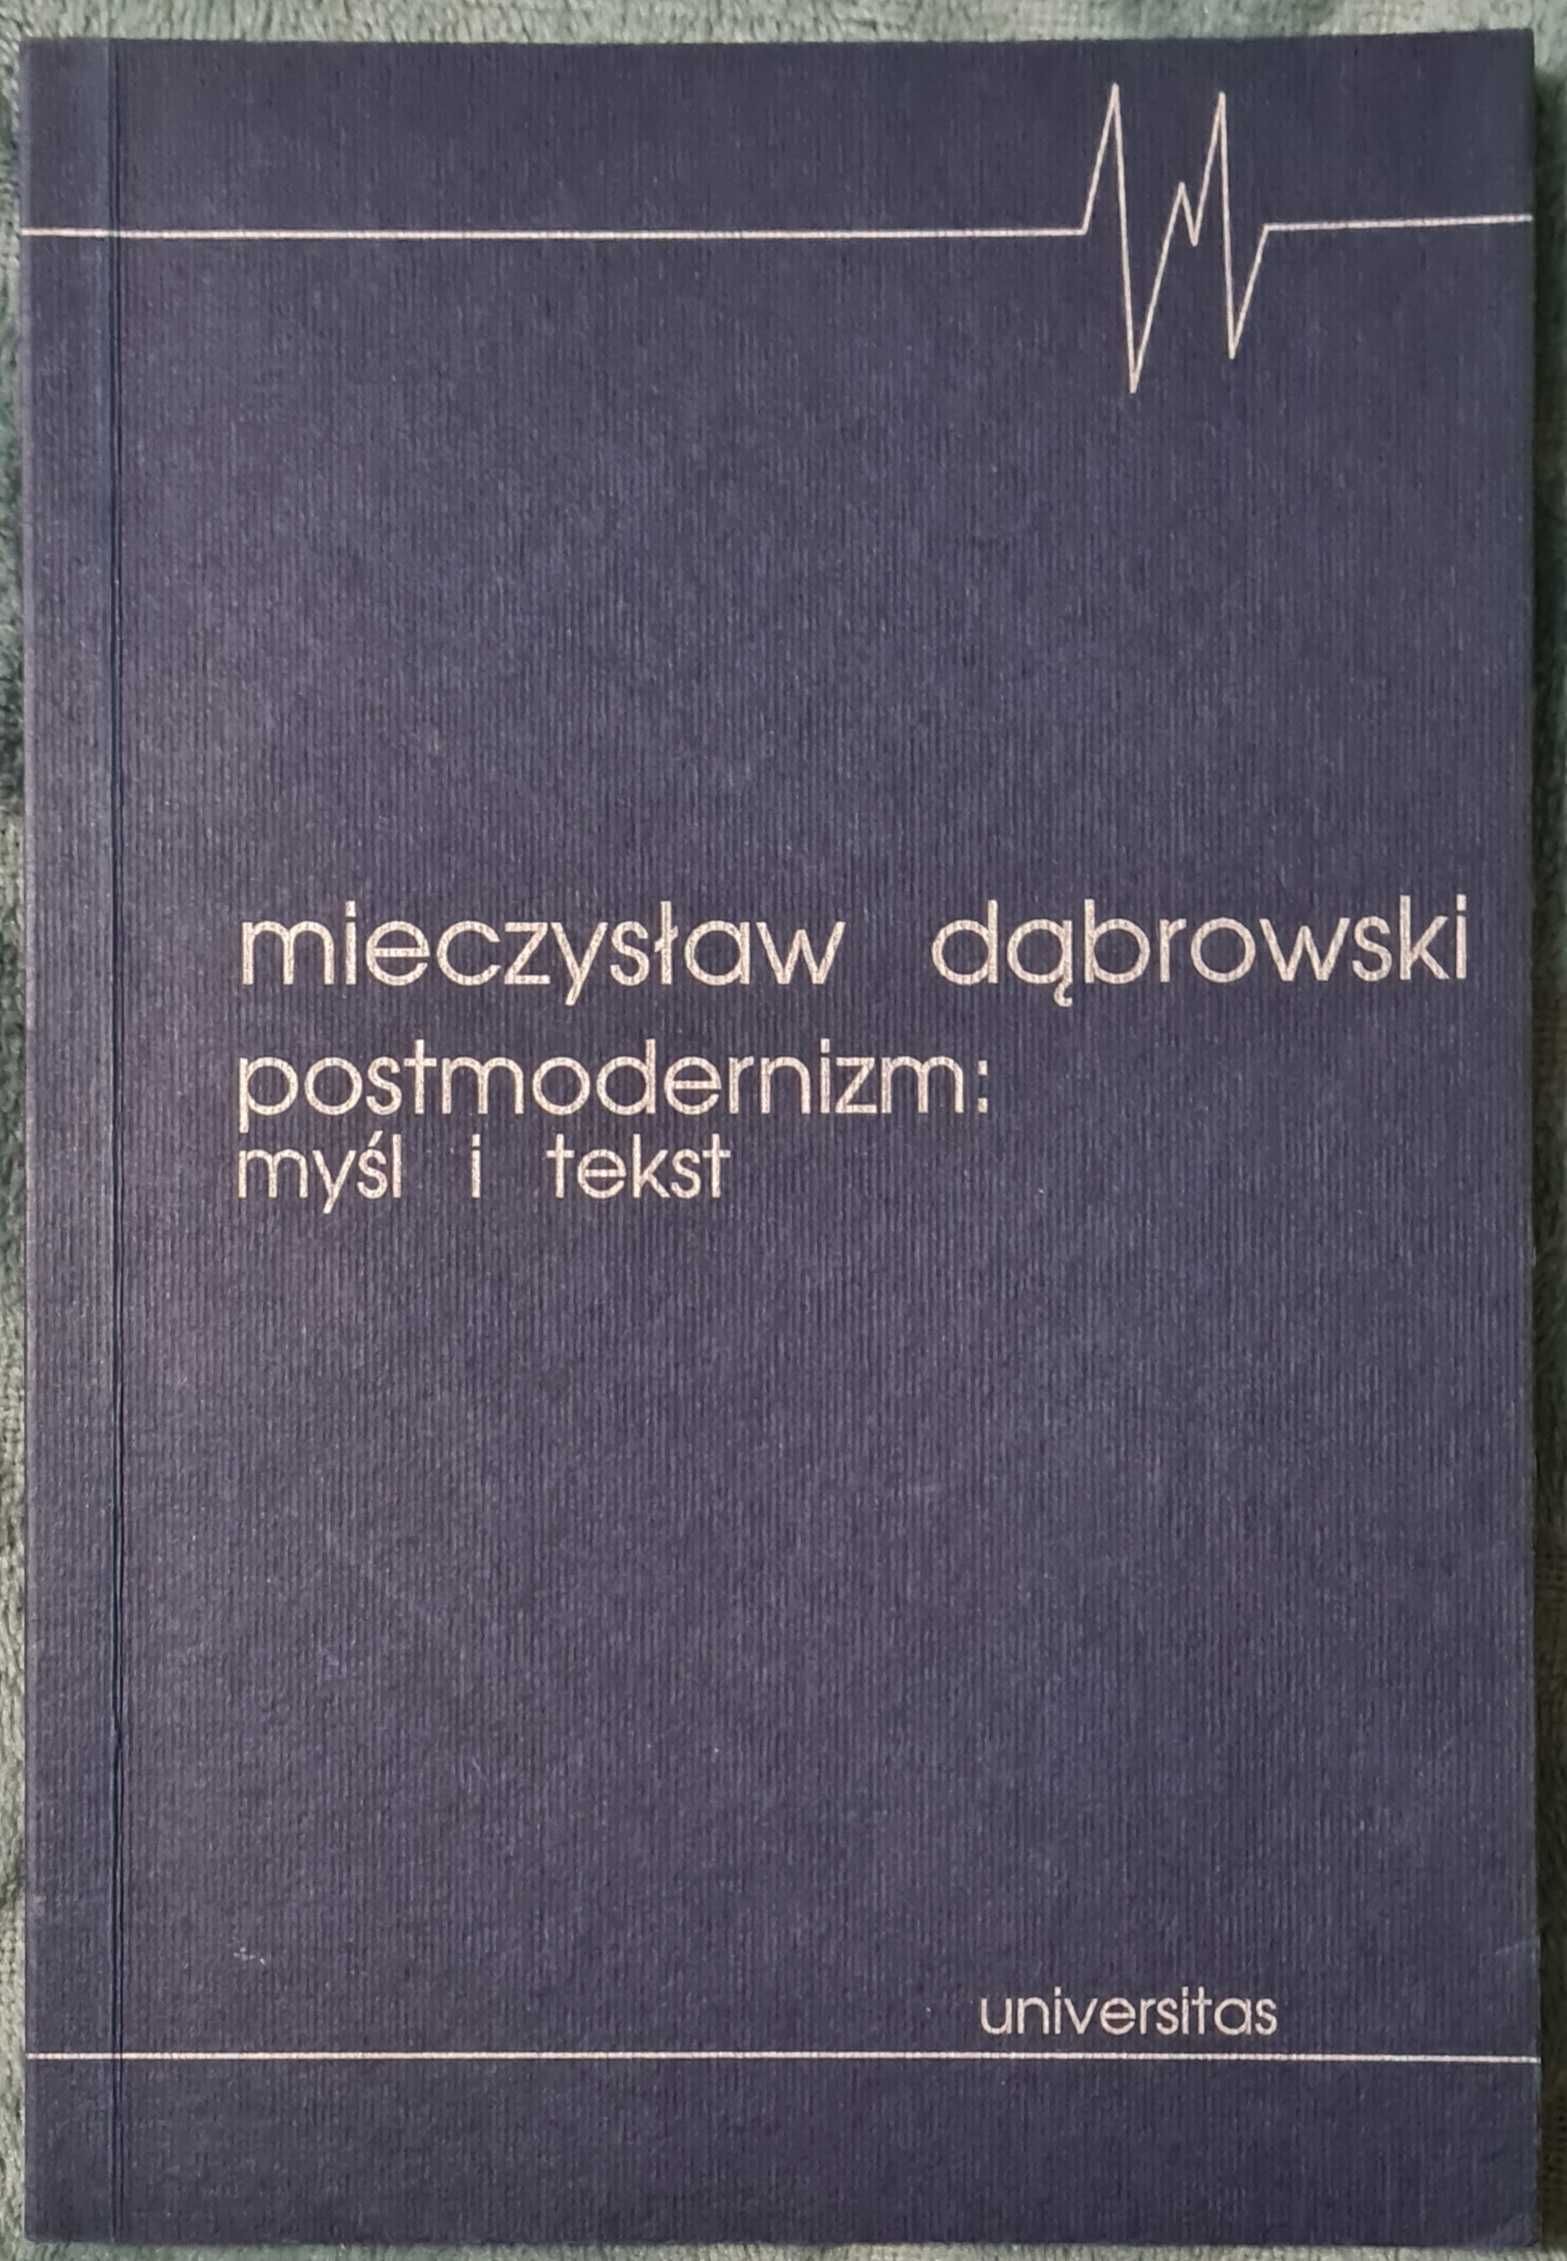 mieczysław dąbrowski
postmodernizm:
myśl i tekst
universitas